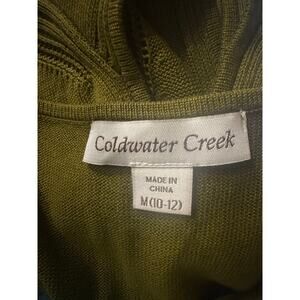 Coldwater Creek
MADE IN
CHINA
M(10-12)